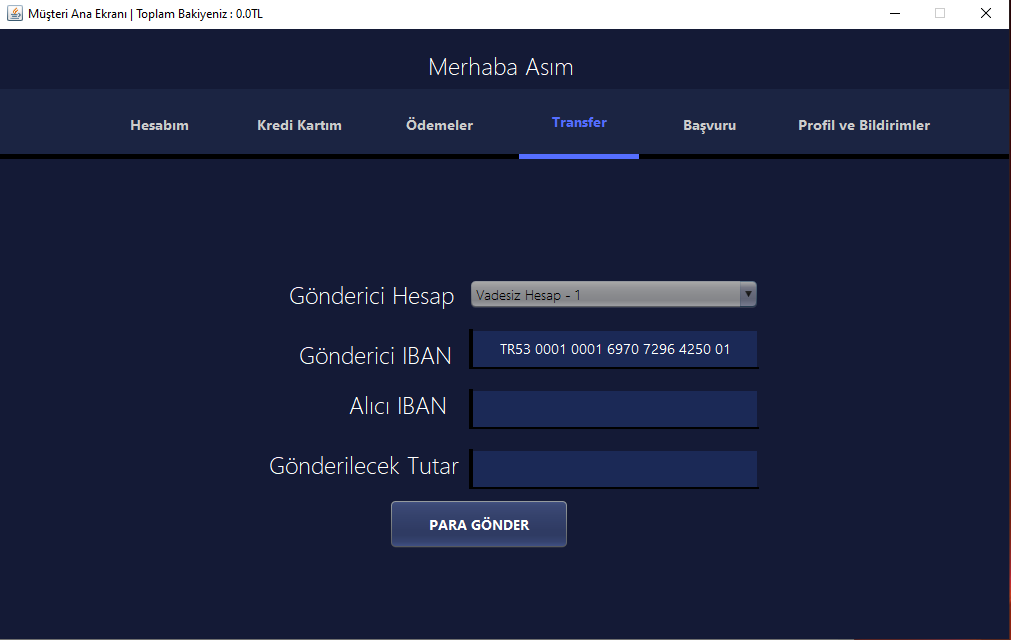 Müşteri Ana Ekranı | Toplam Bakiyeniz : 0.0TL
Merhaba Asım
Hesabım Kredi Kartım Ödemeler Transfer Başvuru Profil ve Bildirimler
Gönderici Hesap Vadesiz Hesap - 1
Gönderici IBAN TR53 0001 0001 6970 7296 4250 01
Alıcı IBAN
Gönderilecek Tutar
PARA GÖNDER